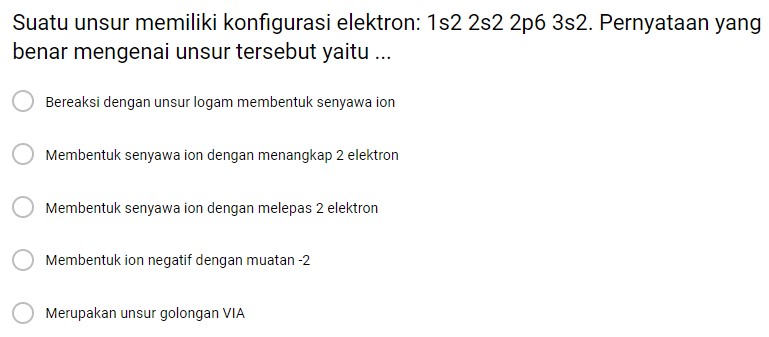 Suatu unsur memiliki konfigurasi elektron: 1s2 2s2 2p6 3s2. Pernyataan yang
benar mengenai unsur tersebut yaitu ...
Bereaksi dengan unsur logam membentuk senyawa ion
Membentuk senyawa ion dengan menangkap 2 elektron
Membentuk senyawa ion dengan melepas 2 elektron
Membentuk ion negatif dengan muatan -2
Merupakan unsur golongan VIA